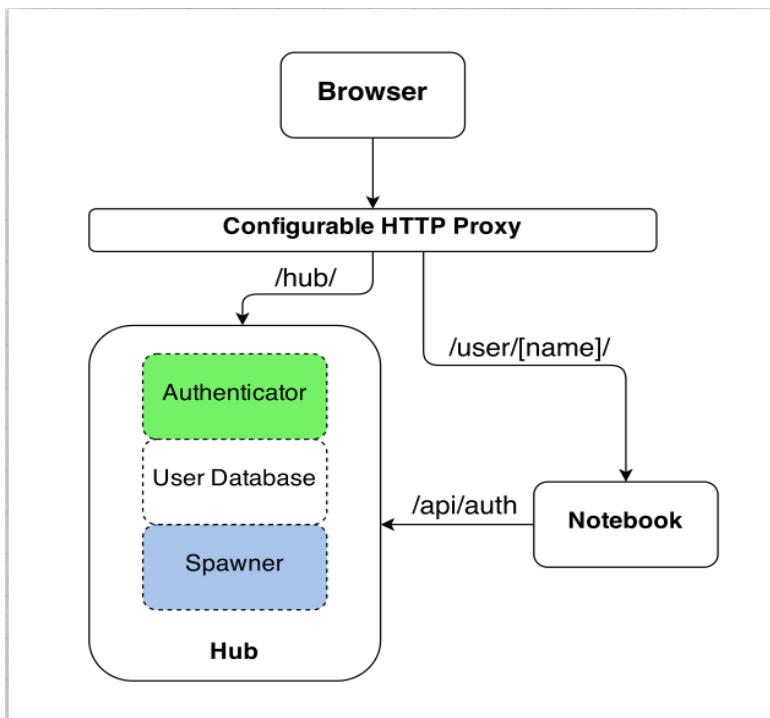 Browser
Configurable HTTP Proxy
/hub/
/user/[name]/
Authenticator
User Database
/api/auth
Notebook
Spawner
Hub